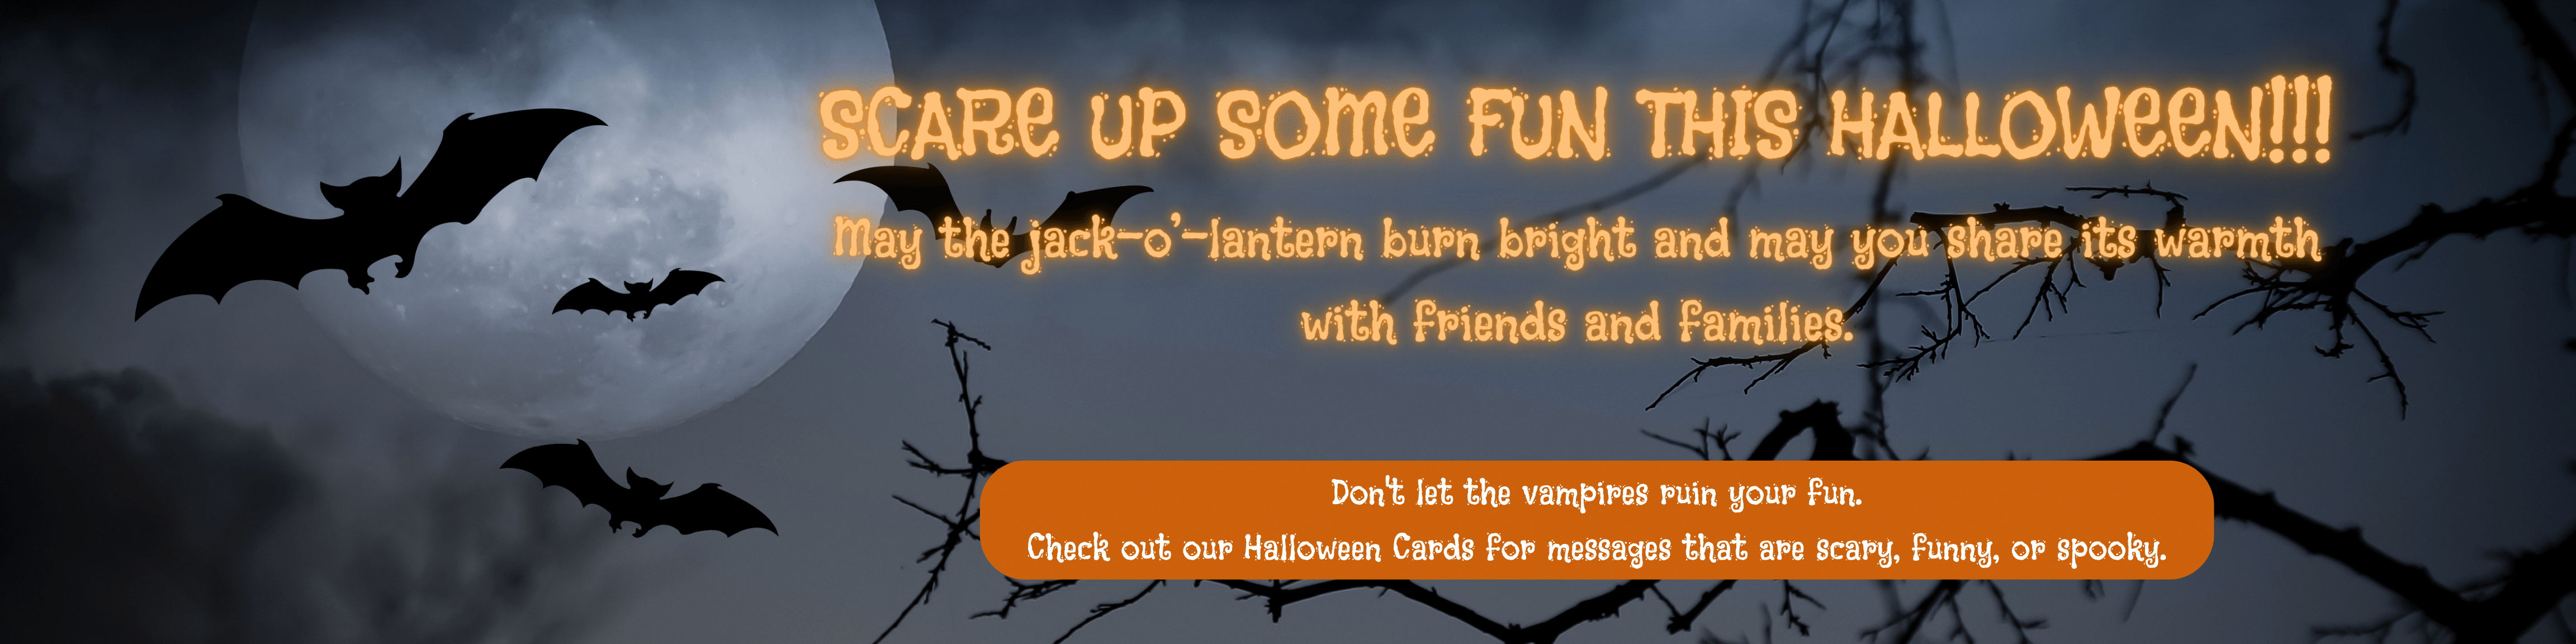 SCARE UP SOME FUN THIS HALLOWEEN!!!
May the jack-o'-lantern burn bright and may you share its warmth
with friends and families.
Don't let the vampires ruin your fun.
Check out our Halloween Cards for messages that are scary, funny, or spooky.